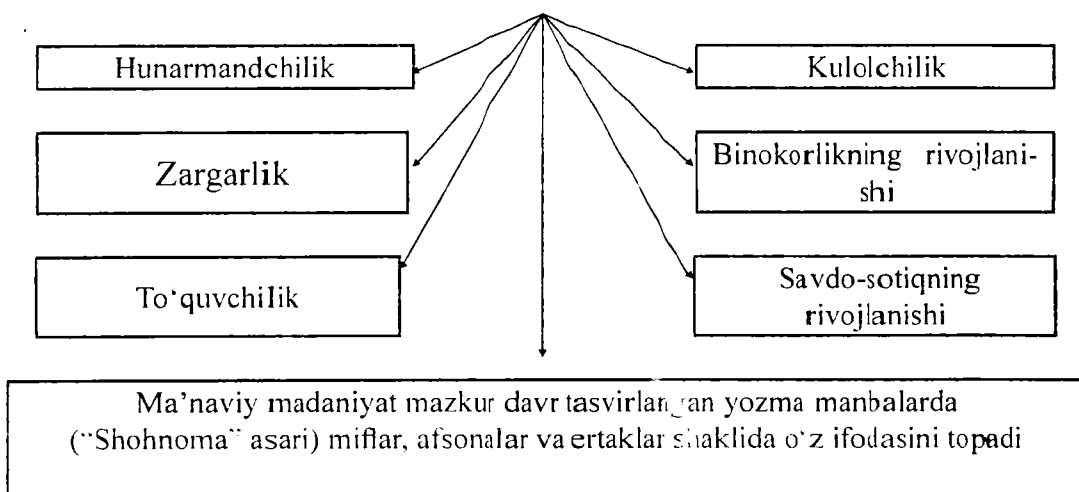 Hunarmandchilik
Kulolchilik
Zargarlik
Binokorlikning rivojlani-
shi
To‘quvchilik
Savdo-sotiqning
rivojlanishi
Ma’naviy madaniyat mazkur davr tasvirlangan yozma manbalarda
(“Shohnoma” asari) miflar, afsonalar va ertaklar shaklida o‘z ifodasini topadi